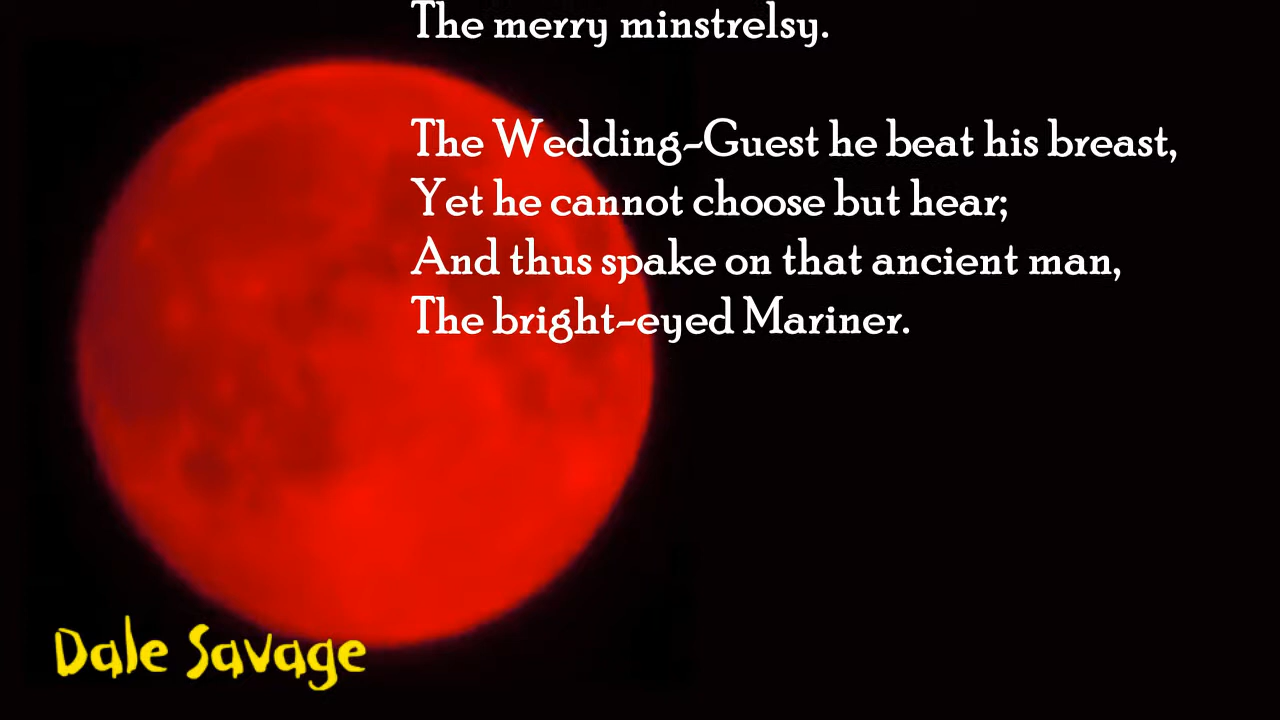 The merry minstrelsy.
The Wedding-Guest he beat his breast,
Yet he cannot choose but hear;
And thus spake on that ancient man,
The bright-eyed Mariner.
Dale Savage